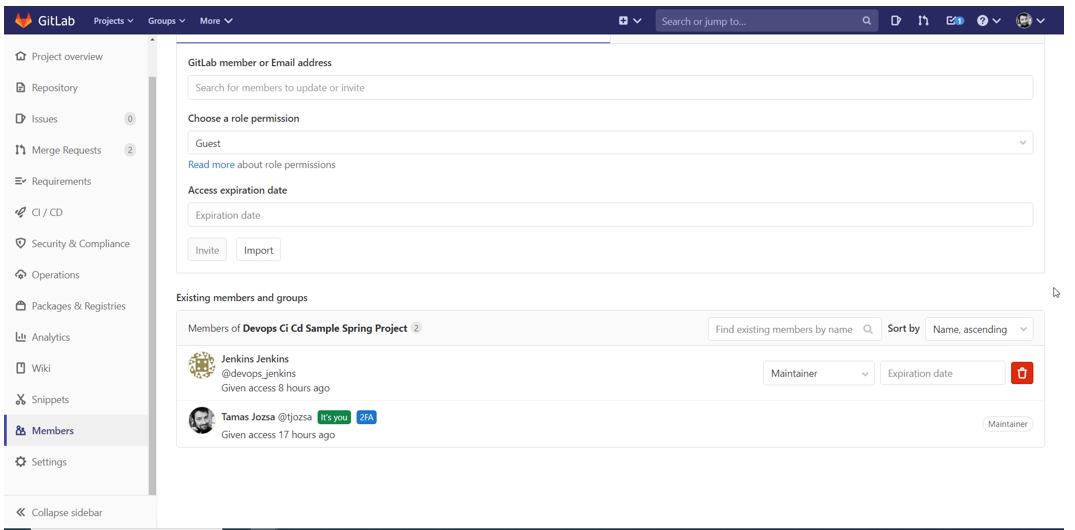 GitLab Projects Groups More Search or jump to... 1
Project overview
Repository
Issues 0
Merge Requests 2
Requirements
CI / CD
Security & Compliance
Operations
Packages & Registries
Analytics
Wiki
Snippets
Members
Settings
Collapse sidebar
GitLab member or Email address
Search for members to update or invite
Choose a role permission
Guest
Read more about role permissions
Access expiration date
Expiration date
Invite Import
Existing members and groups
Members of Devops Ci Cd Sample Spring Project 2 Find existing members by name Sort by Name, ascending
Jenkins Jenkins
@devops_jenkins Maintainer Expiration date
Given access 8 hours ago
Tamas Jozsa @tjozsa It's you 2FA Maintainer
Given access 17 hours ago